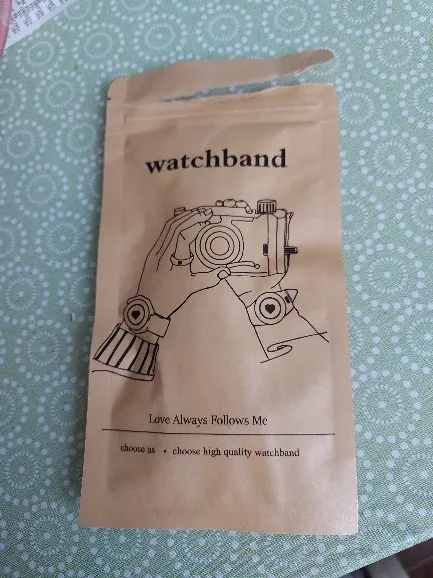 watchband
Love Always Follows Me
choose us • choose high quality watchband